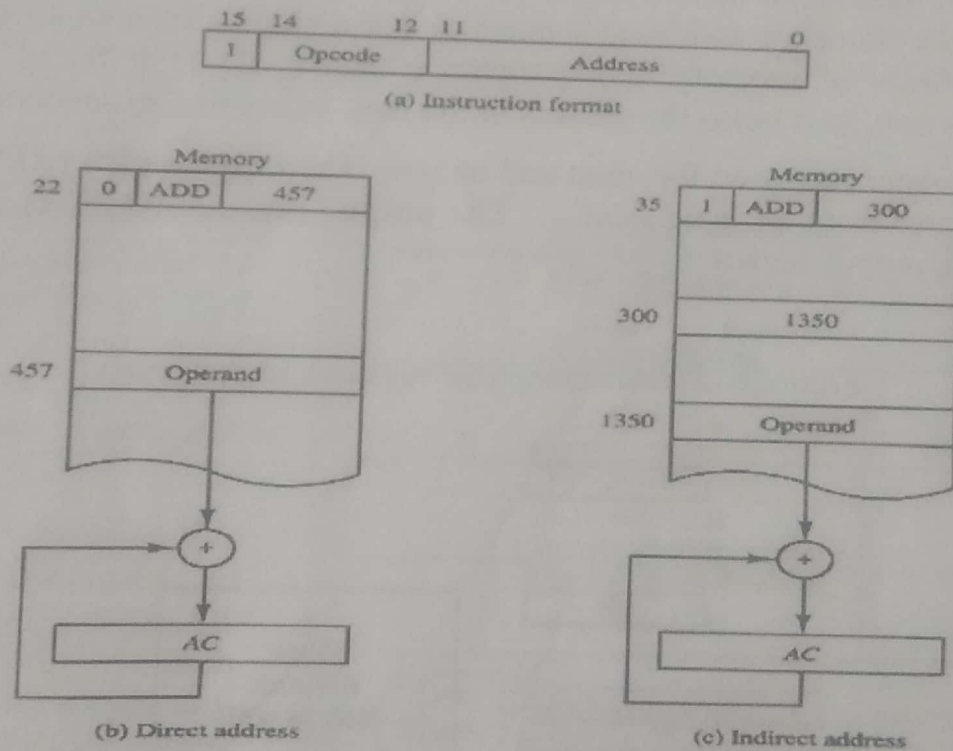 15 14 12 11 0
I Opcode Address
(a) Instruction format
Memory
22 0 ADD 457
457 Operand
+
AC
(b) Direct address
Memory
35 1 ADD 300
300 1350
1350 Operand
+
AC
(c) Indirect address